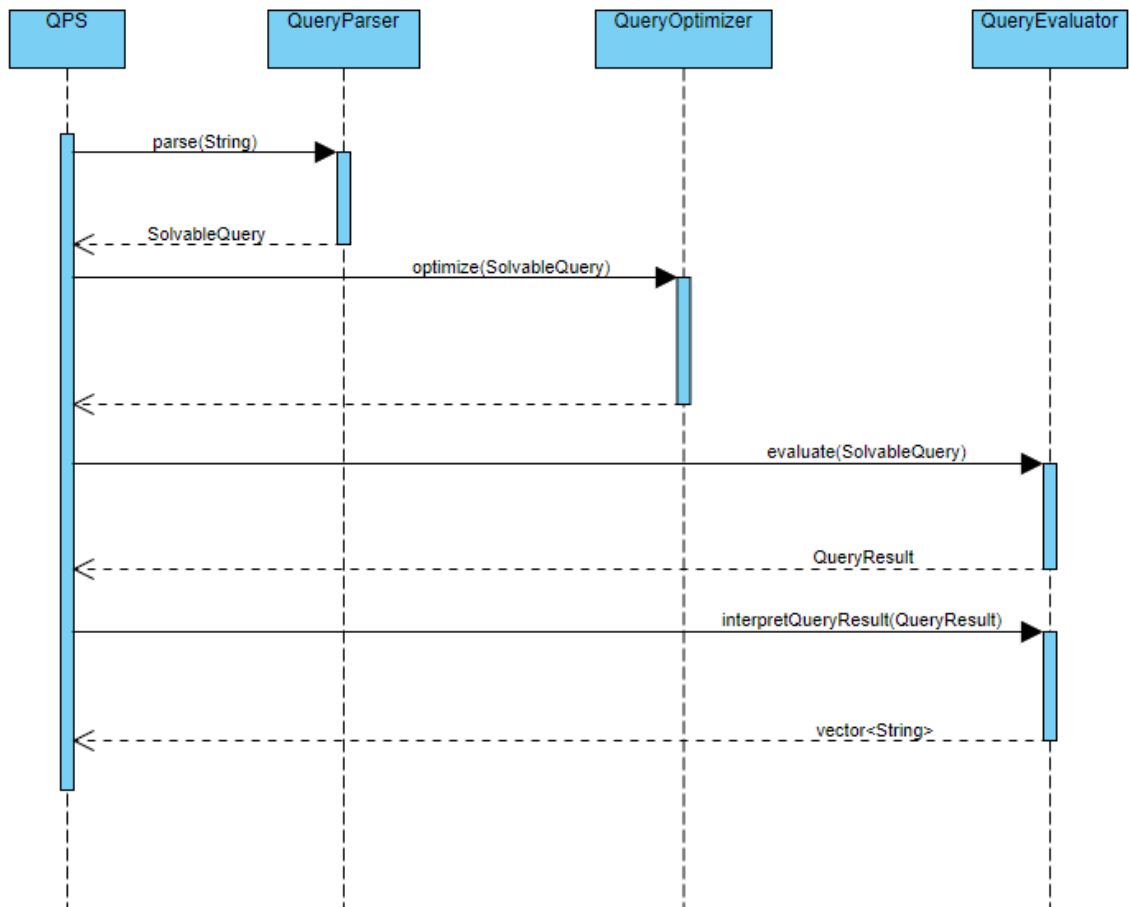 QPS
QueryParser
QueryOptimizer
QueryEvaluator
parse(String)
SolvableQuery
optimize(SolvableQuery)
evaluate(SolvableQuery)
QueryResult
interpretQueryResult(QueryResult)
vector<String>